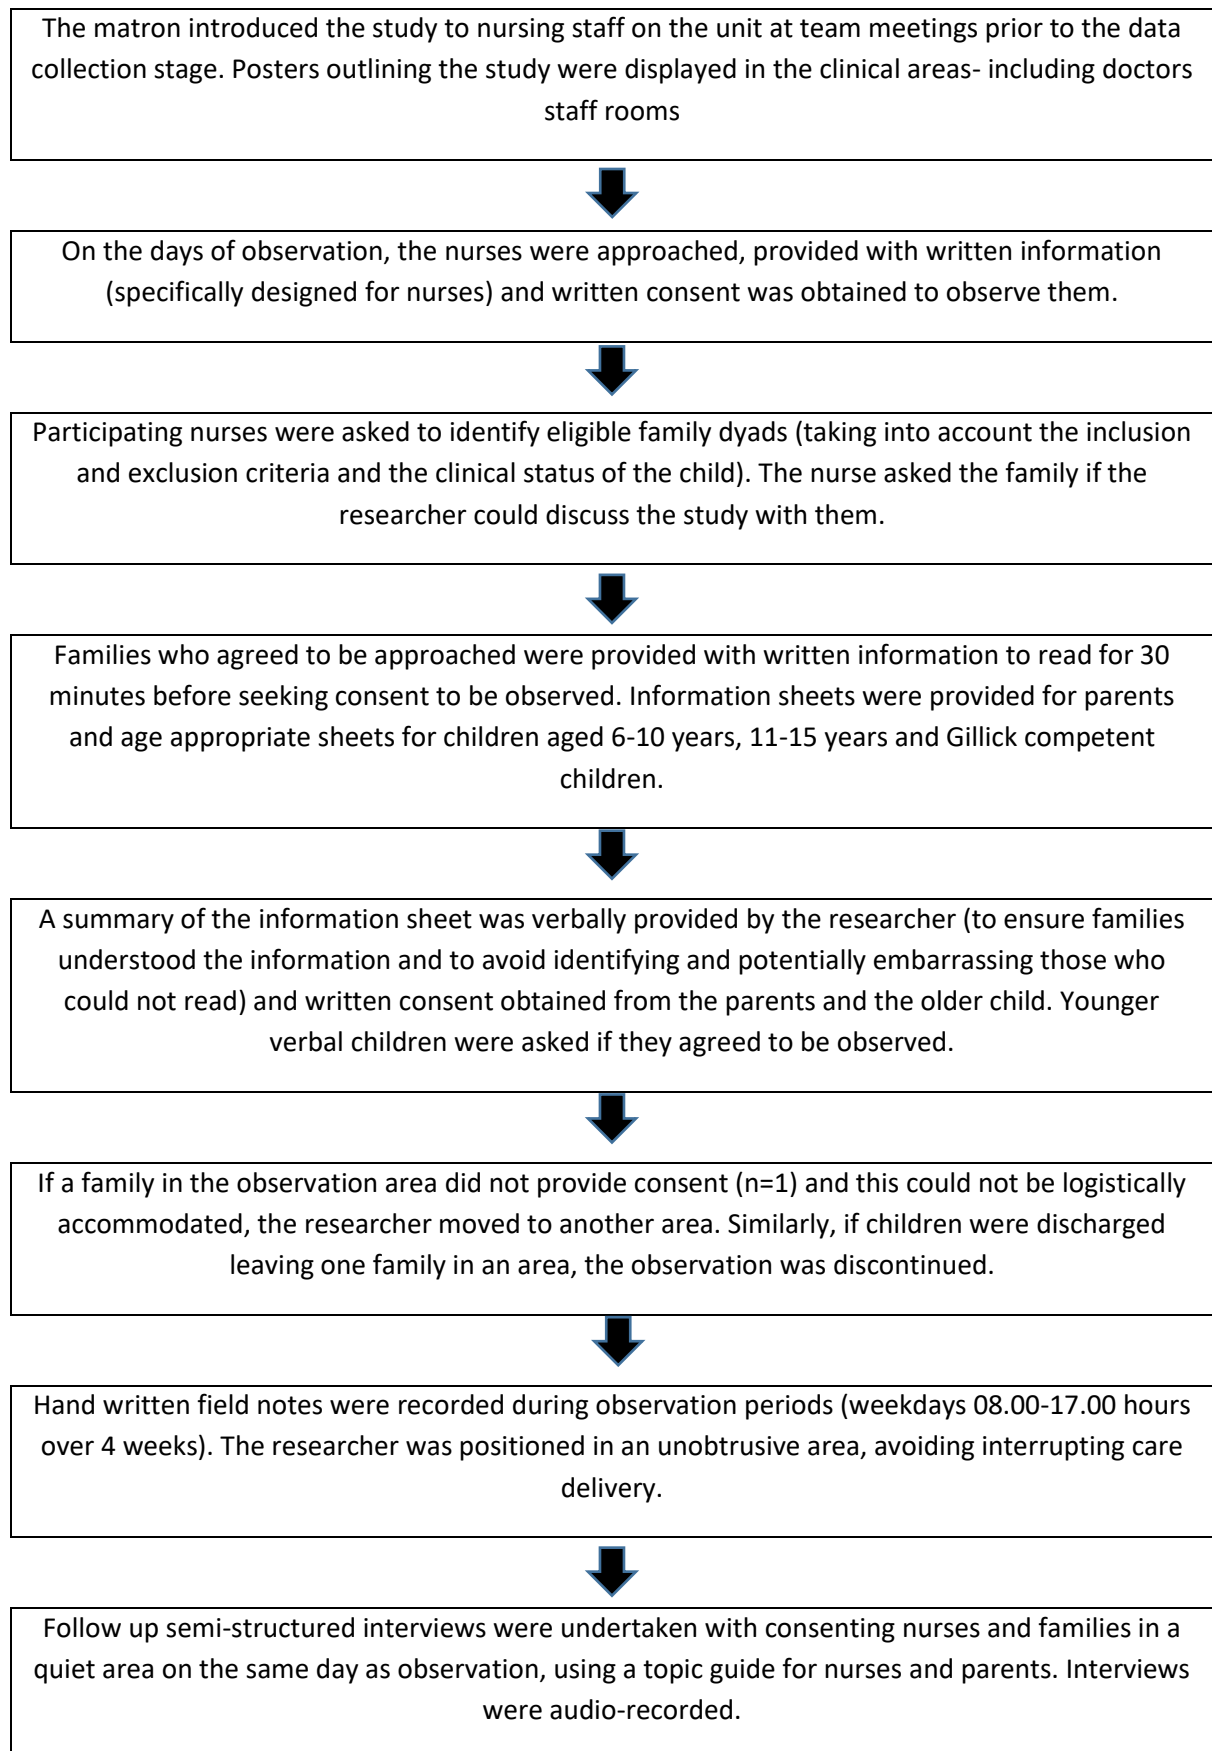 The matron introduced the study to nursing staff on the unit at team meetings prior to the data
collection stage. Posters outlining the study were displayed in the clinical areas- including doctors
staff rooms
On the days of observation, the nurses were approached, provided with written information
(specifically designed for nurses) and written consent was obtained to observe them.
Participating nurses were asked to identify eligible family dyads (taking into account the inclusion
and exclusion criteria and the clinical status of the child). The nurse asked the family if the
researcher could discuss the study with them.
Families who agreed to be approached were provided with written information to read for 30
minutes before seeking consent to be observed. Information sheets were provided for parents
and age appropriate sheets for children aged 6-10 years, 11-15 years and Gillick competent
children.
A summary of the information sheet was verbally provided by the researcher (to ensure families
understood the information and to avoid identifying and potentially embarrassing those who
could not read) and written consent obtained from the parents and the older child. Younger
verbal children were asked if they agreed to be observed.
If a family in the observation area did not provide consent (n=1) and this could not be logistically
accommodated, the researcher moved to another area. Similarly, if children were discharged
leaving one family in an area, the observation was discontinued.
Hand written field notes were recorded during observation periods (weekdays 08.00-17.00 hours
over 4 weeks). The researcher was positioned in an unobtrusive area, avoiding interrupting care
delivery.
Follow up semi-structured interviews were undertaken with consenting nurses and families in a
quiet area on the same day as observation, using a topic guide for nurses and parents. Interviews
were audio-recorded.